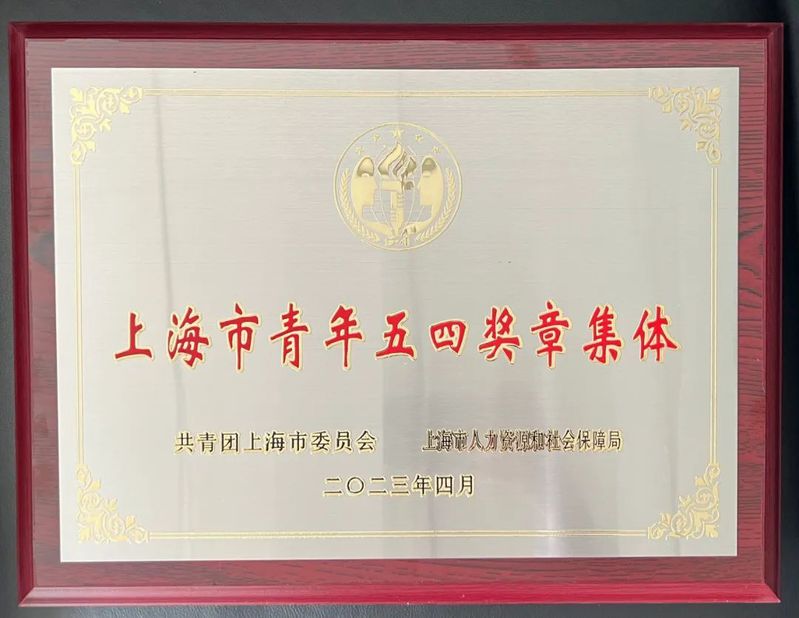 上海市青年五四奖章集体
共青团上海市委员会 上海市人力资源和社会保障局
二〇二三年四月